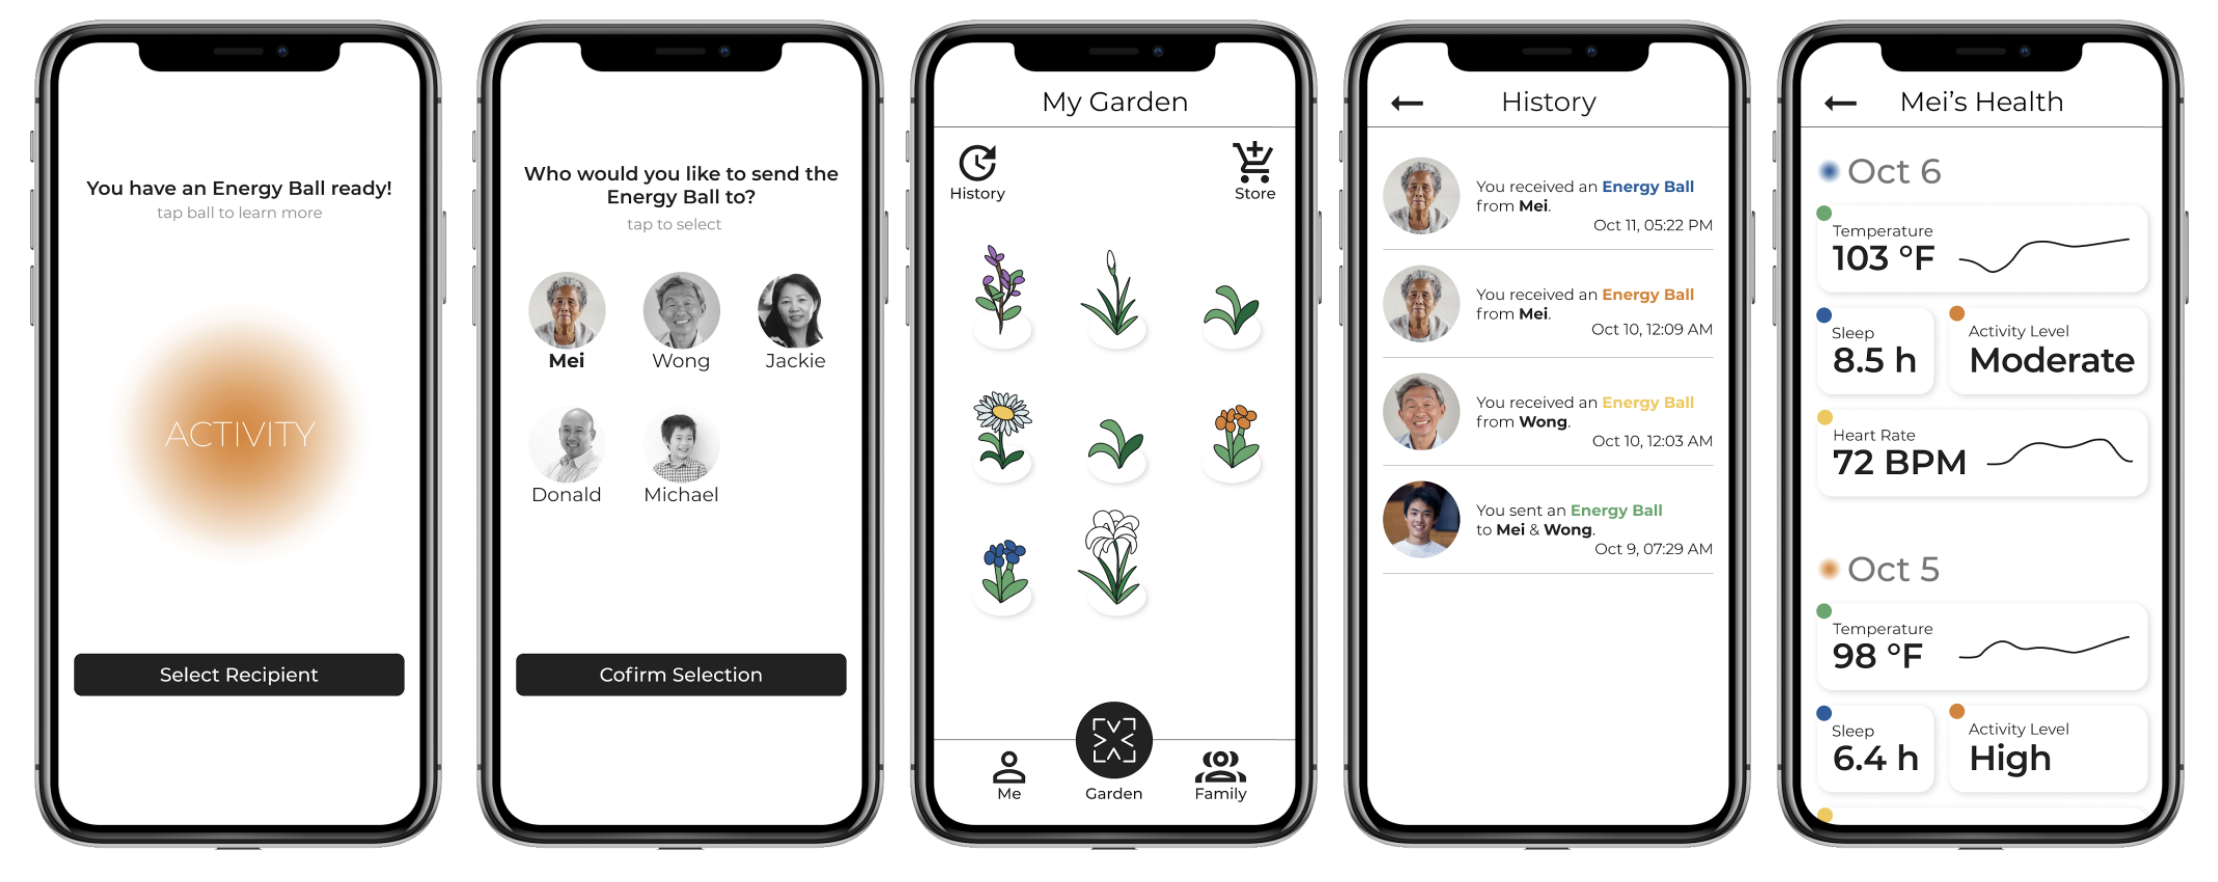 You have an Energy Ball ready!
tap ball to learn more
ACTIVITY
Select Recipient
Who would you like to send the
Energy Ball to?
tap to select
Mei
Wong
Jackie
Donald
Michael
Cofirm Selection
My Garden
History
Store
Me
Garden
Family
History
You received an Energy Ball
from Mei.
Oct 11, 05:22 PM
You received an Energy Ball
from Mei.
Oct 10, 12:09 AM
You received an Energy Ball
from Wong.
Oct 10, 12:03 AM
You sent an Energy Ball
to Mei & Wong.
Oct 9, 07:29 AM
Mei’s Health
Oct 6
Temperature
103 °F
Sleep
8.5 h
Activity Level
Moderate
Heart Rate
72 BPM
Oct 5
Temperature
98 °F
Sleep
6.4 h
Activity Level
High